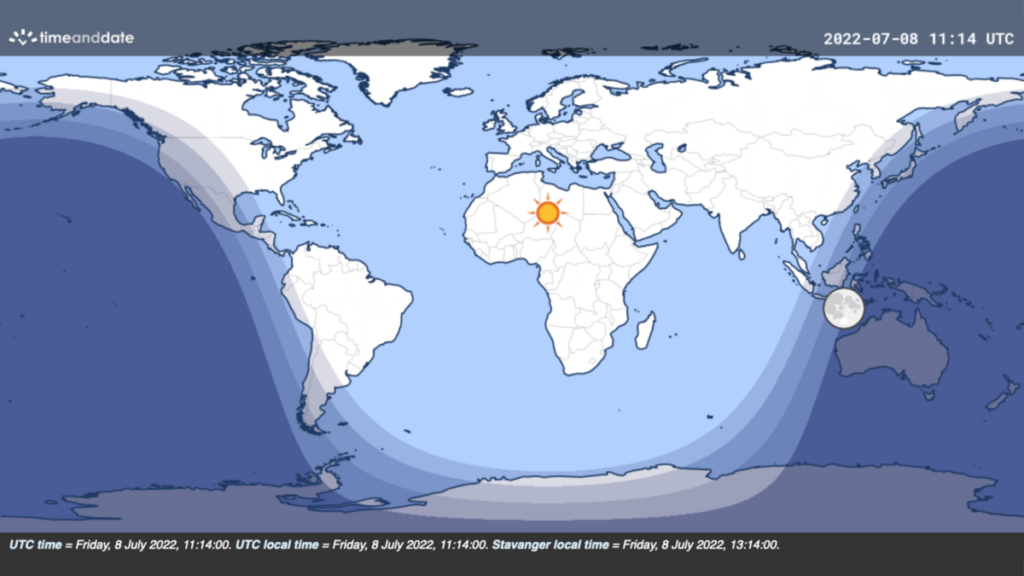 timeanddate
2022-07-08 11:14 UTC
UTC time = Friday, 8 July 2022, 11:14:00. UTC local time = Friday, 8 July 2022, 11:14:00. Stavanger local time = Friday, 8 July 2022, 13:14:00.